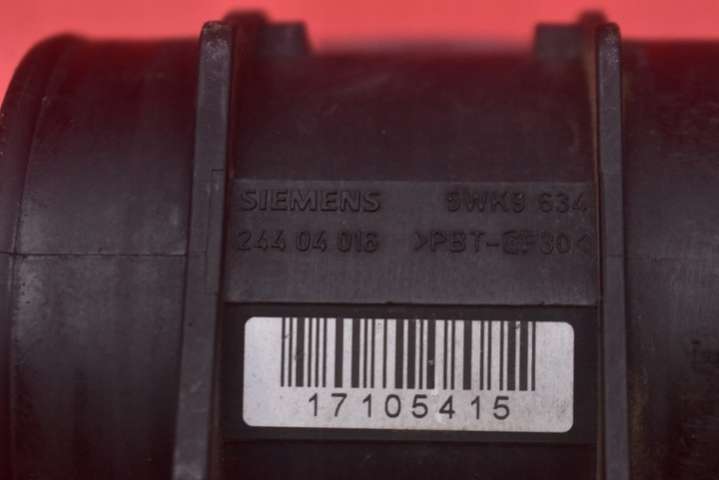 SIEMENS 5WK9 634
244 04 018 >PBT-GF30<
17105415